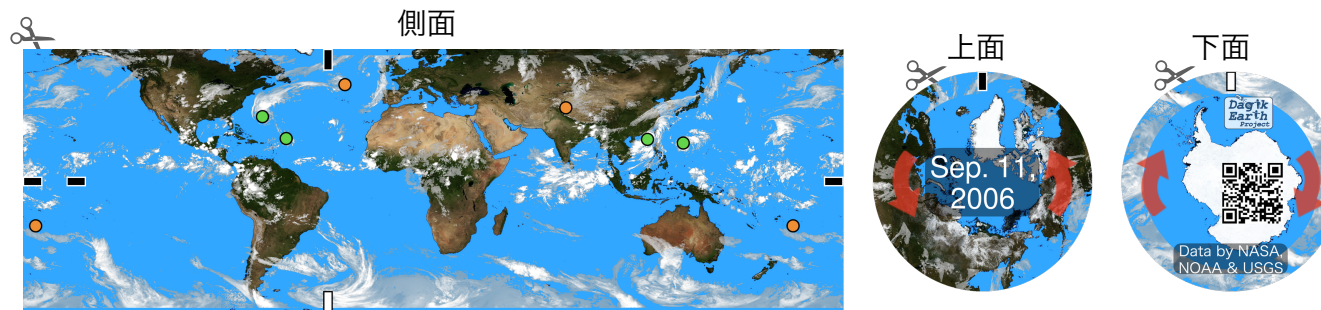 側面
上面
下面
Sep. 11,
2006
Dagik
Earth
Project
Data by NASA,
NOAA & USGS